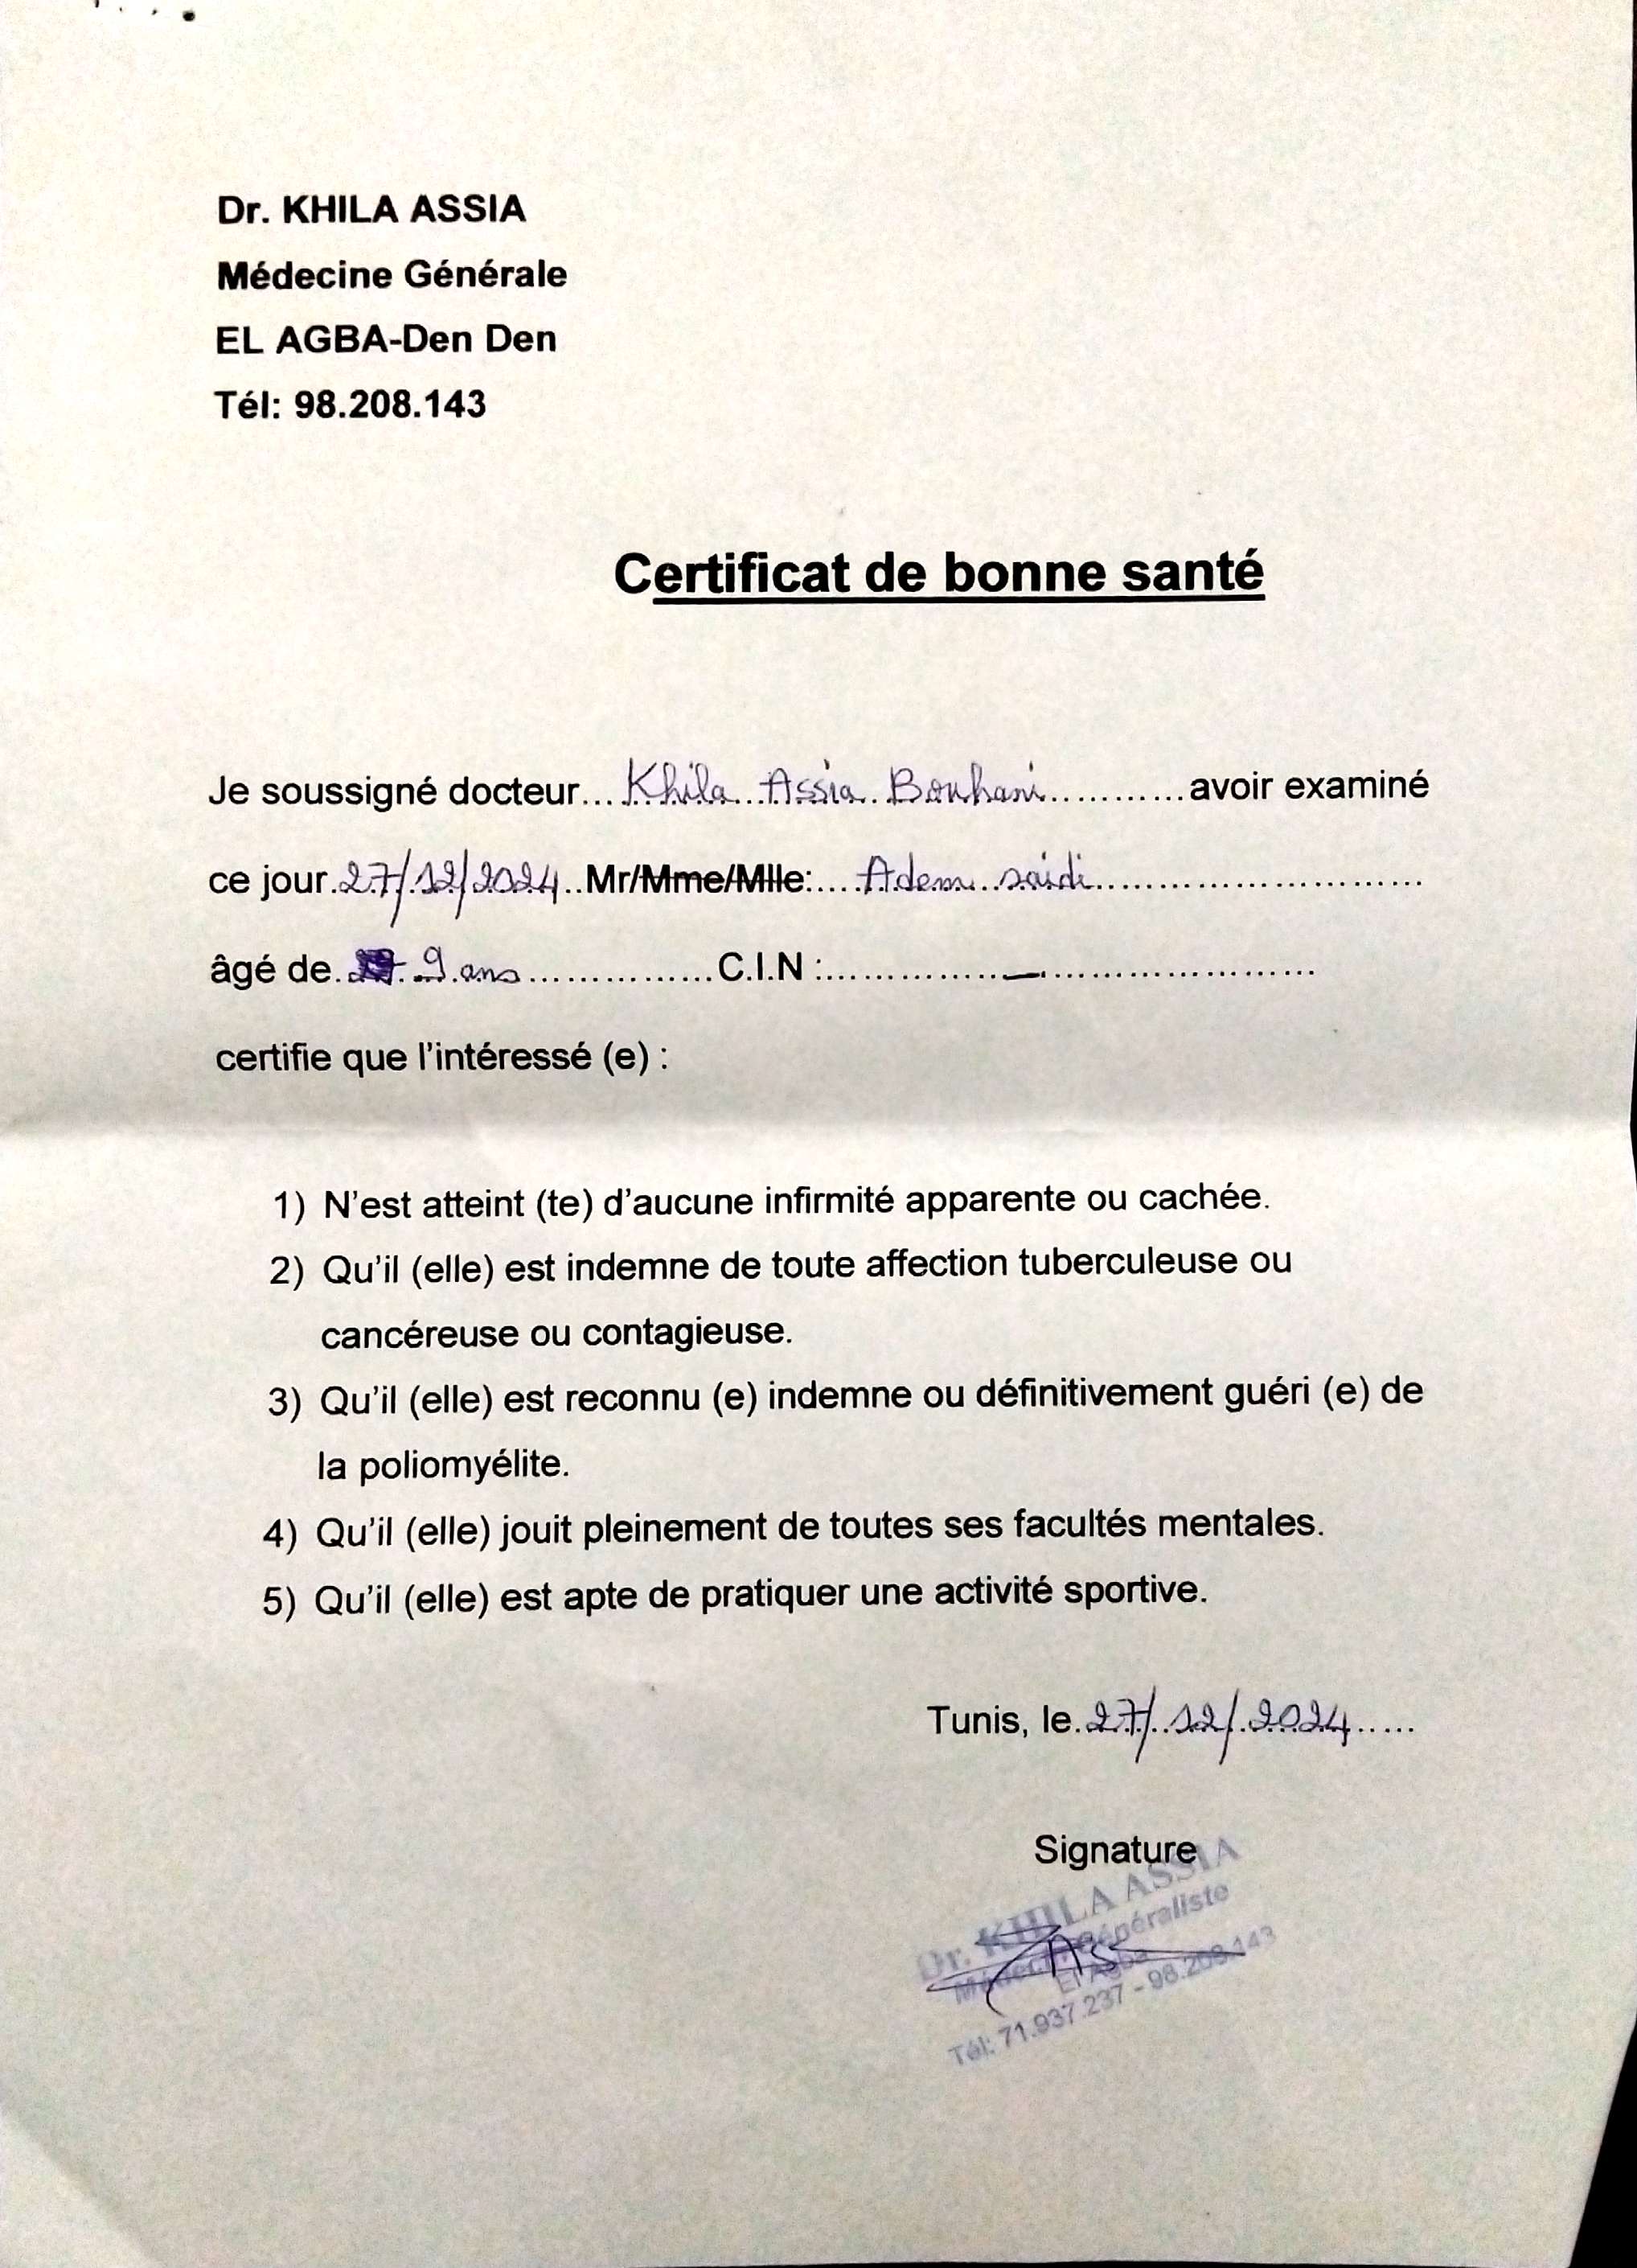 Dr. KHILA ASSIA
Médecine Générale
EL AGBA-Den Den
Tél: 98.208.143
Certificat de bonne santé
Je soussigné docteur... Khila Assia Bouhani ............avoir examiné
ce jour.27/12/2024..Mr/Mme/Mlle:.... Adem saidi ..............................
âgé de. 9 ans ................C.I.N :................—.........................
certifie que l'intéressé (e) :
1) N'est atteint (te) d'aucune infirmité apparente ou cachée.
2) Qu'il (elle) est indemne de toute affection tuberculeuse ou
cancéreuse ou contagieuse.
3) Qu'il (elle) est reconnu (e) indemne ou définitivement guéri (e) de
la poliomyélite.
4) Qu'il (elle) jouit pleinement de toutes ses facultés mentales.
5) Qu'il (elle) est apte de pratiquer une activité sportive.
Tunis, le.27/12/2024.....
Signature
Dr. KHILA ASSIA
Médecin Généraliste
El Agba
Tél: 71.937.237 - 98.208.143